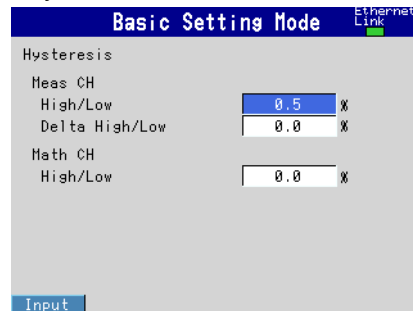 Basic Setting Mode
Ethernet
Link
Hysteresis
Meas CH
High/Low 0.5 %
Delta High/Low 0.0 %
Math CH
High/Low 0.0 %
Input